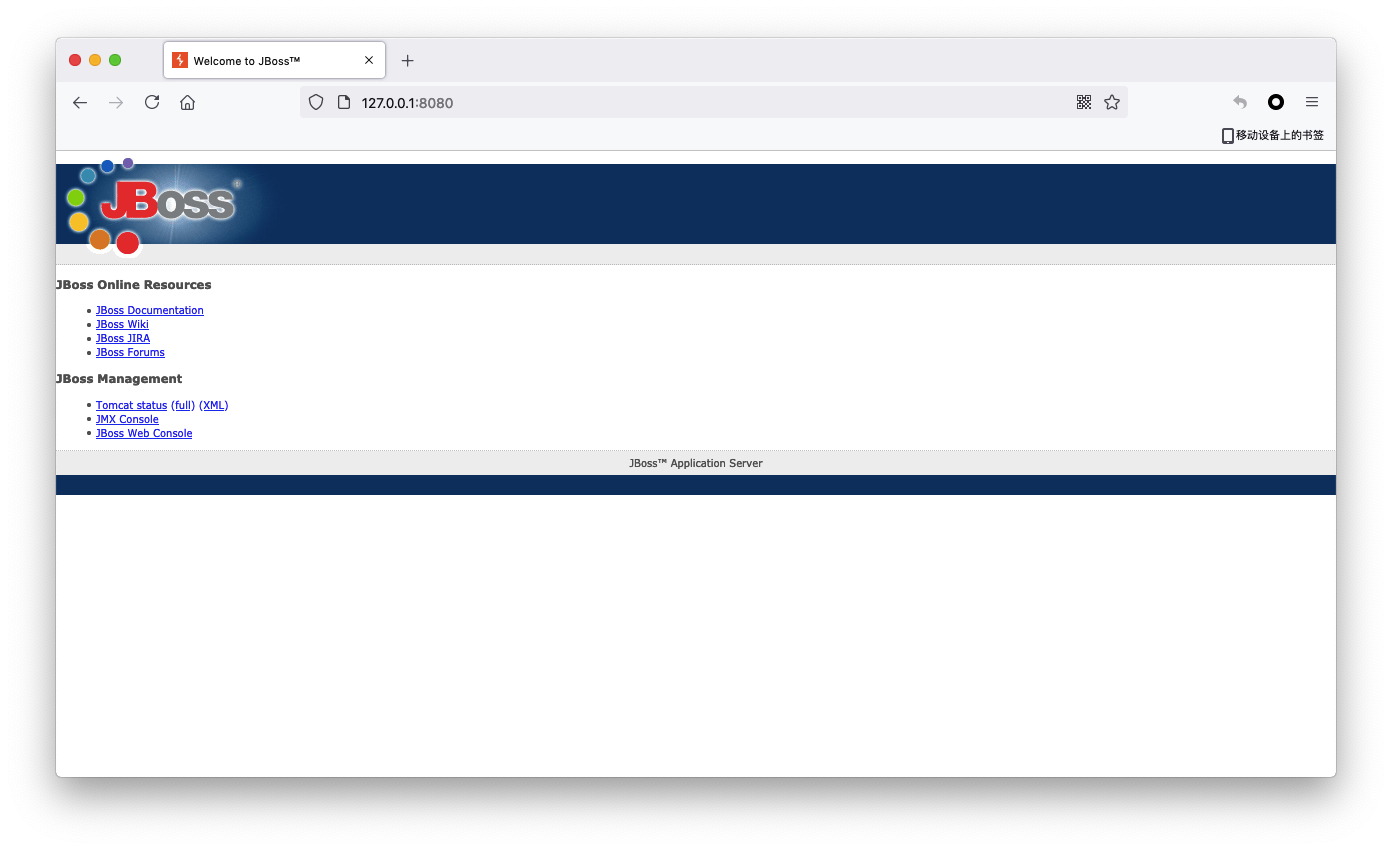 Welcome to JBoss™
127.0.0.1:8080
移动设备上的书签
JBoss®
JBoss Online Resources
JBoss Documentation
JBoss Wiki
JBoss JIRA
JBoss Forums
JBoss Management
Tomcat status (full) (XML)
JMX Console
JBoss Web Console
JBoss™ Application Server